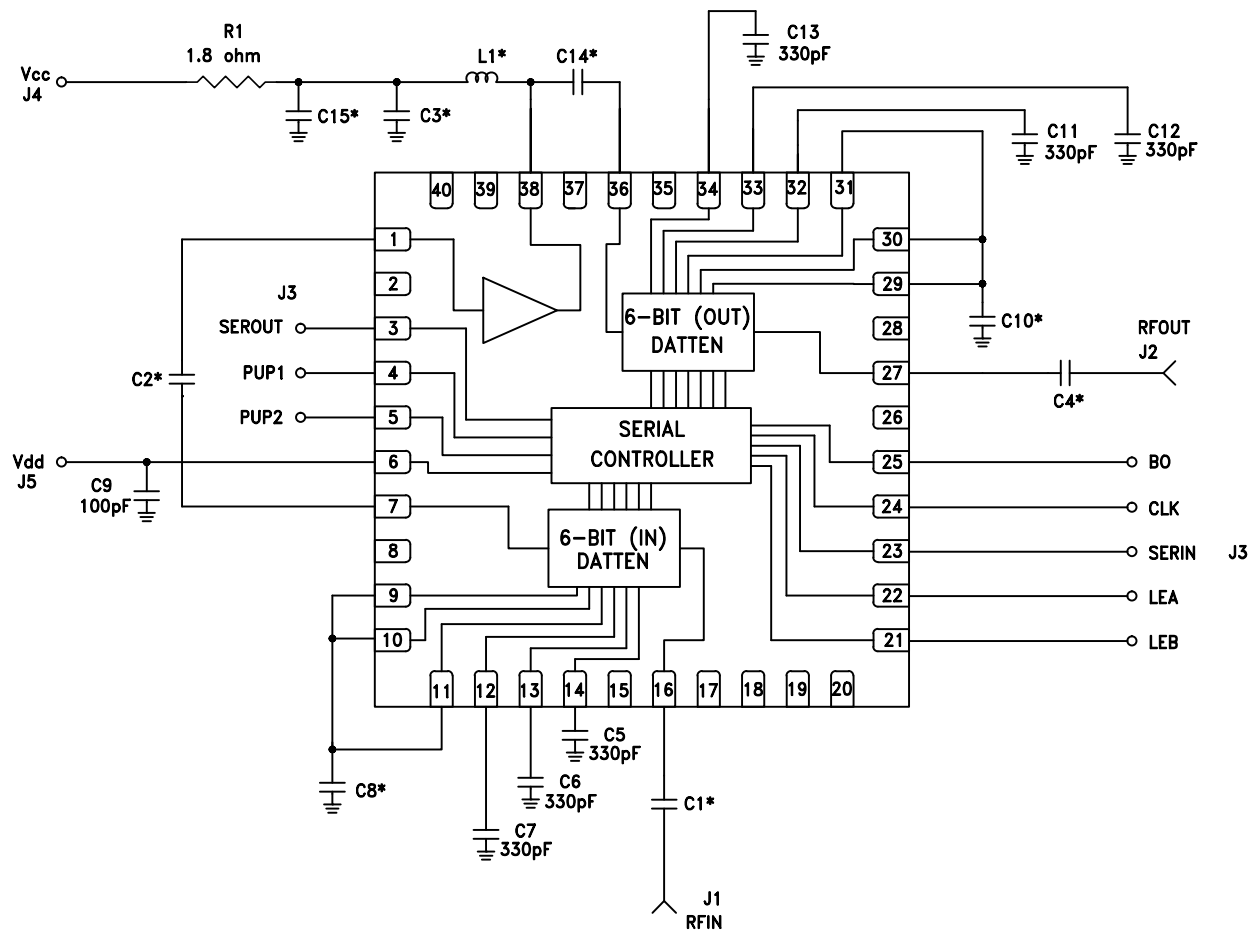 R1
1.8 ohm
Vcc
J4
L1*
C14*
C15*
C3*
C13
330pF
C11
330pF
C12
330pF
40
39
38
37
36
35
34
33
32
31
1
2
3
4
5
6
7
8
9
10
30
29
28
27
26
25
24
23
22
21
11
12
13
14
15
16
17
18
19
20
J3
SEROUT
PUP1
PUP2
C2*
Vdd
J5
C9
100pF
6-BIT (OUT)
DATTEN
SERIAL
CONTROLLER
6-BIT (IN)
DATTEN
C10*
RFOUT
J2
C4*
BO
CLK
SERIN
J3
LEA
LEB
C8*
C5
330pF
C6
330pF
C7
330pF
C1*
J1
RFIN